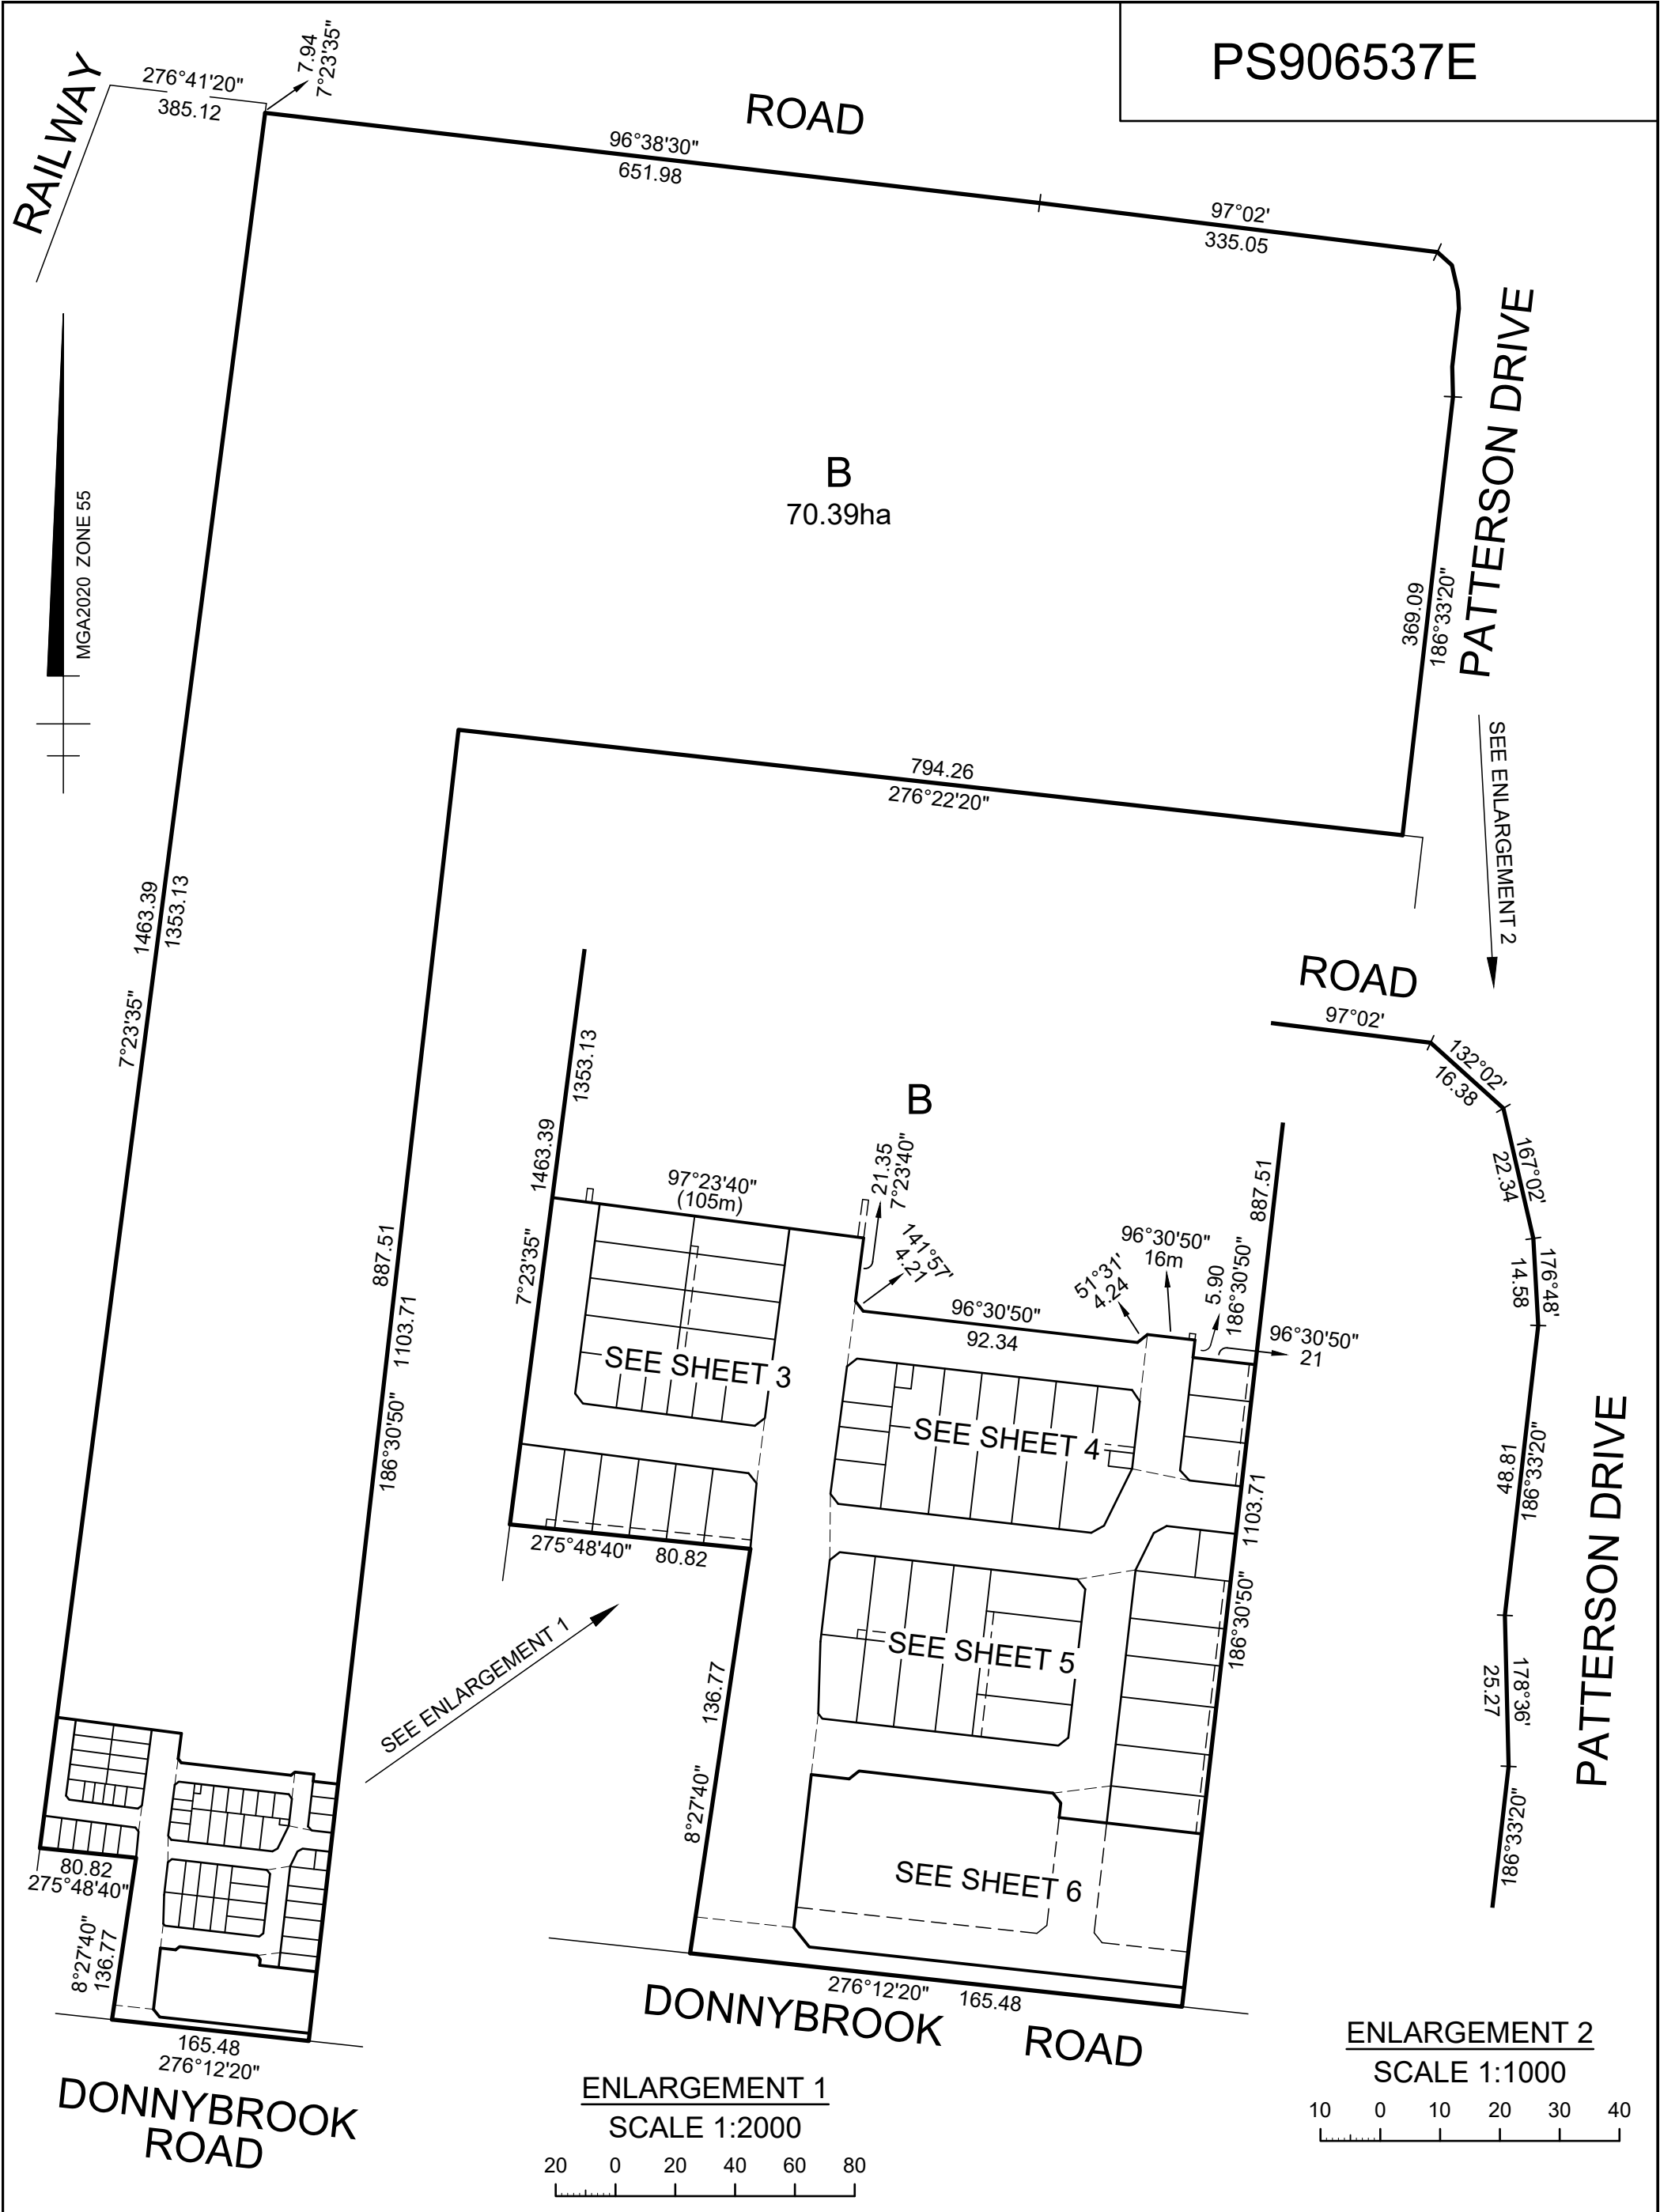 PS906537E
RAILWAY
276°41'20"
385.12
7.94
7°23'35"
ROAD
96°38'30"
651.98
97°02'
335.05
PATTERSON DRIVE
MGA2020 ZONE 55
B
70.39ha
369.09
186°33'20"
794.26
276°22'20"
SEE ENLARGEMENT 2
1463.39
1353.13
7°23'35"
887.51
1103.71
186°30'50"
SEE ENLARGEMENT 1
80.82
275°48'40"
8°27'40"
136.77
165.48
276°12'20"
DONNYBROOK
ROAD
B
1353.13
1463.39
7°23'35"
97°23'40"
(105m)
21.35
7°23'40"
141°57'
4.21
96°30'50"
92.34
51°31'
4.24
96°30'50"
16m
5.90
186°30'50"
96°30'50"
21
887.51
SEE SHEET 3
SEE SHEET 4
275°48'40" 80.82
1103.71
186°30'50"
SEE SHEET 5
136.77
8°27'40"
SEE SHEET 6
276°12'20" 165.48
DONNYBROOK ROAD
ENLARGEMENT 1
SCALE 1:2000
20 0 20 40 60 80
ROAD
97°02'
132°02'
16.38
167°02'
22.34
176°48'
14.58
48.81
186°33'20"
178°36'
25.27
186°33'20"
PATTERSON DRIVE
ENLARGEMENT 2
SCALE 1:1000
10 0 10 20 30 40